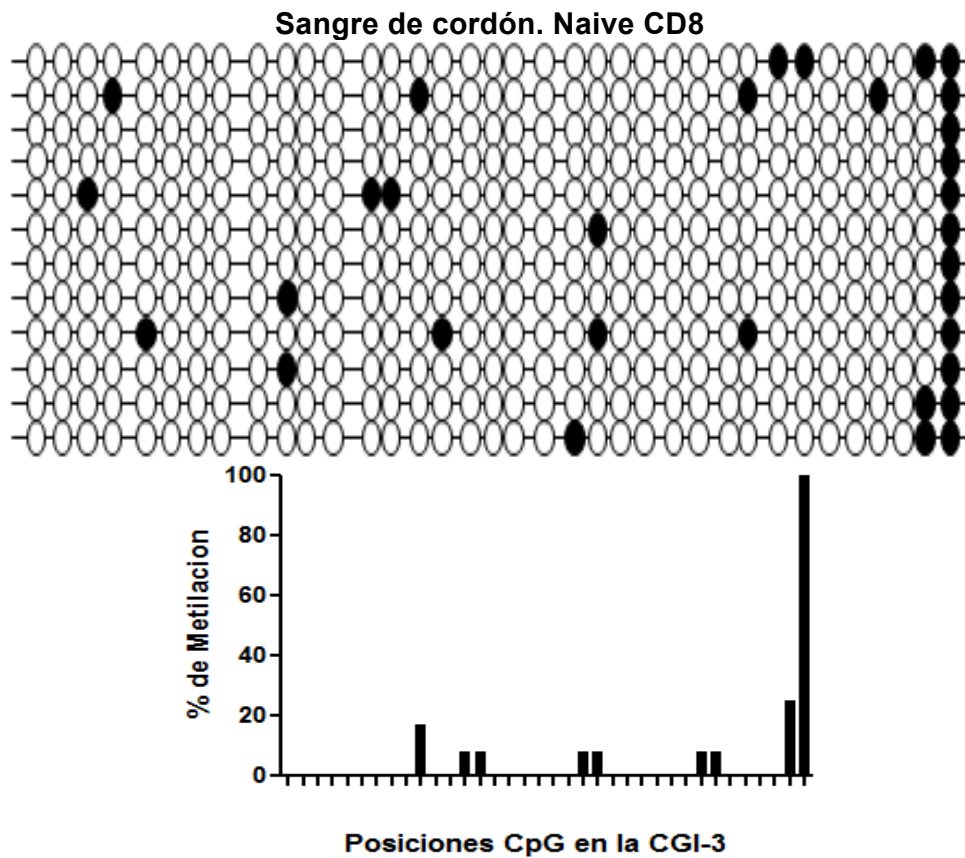 Sangre de cordón. Naive CD8
100
80
60
40
20
0
% de Metilacion
Posiciones CpG en la CGI-3